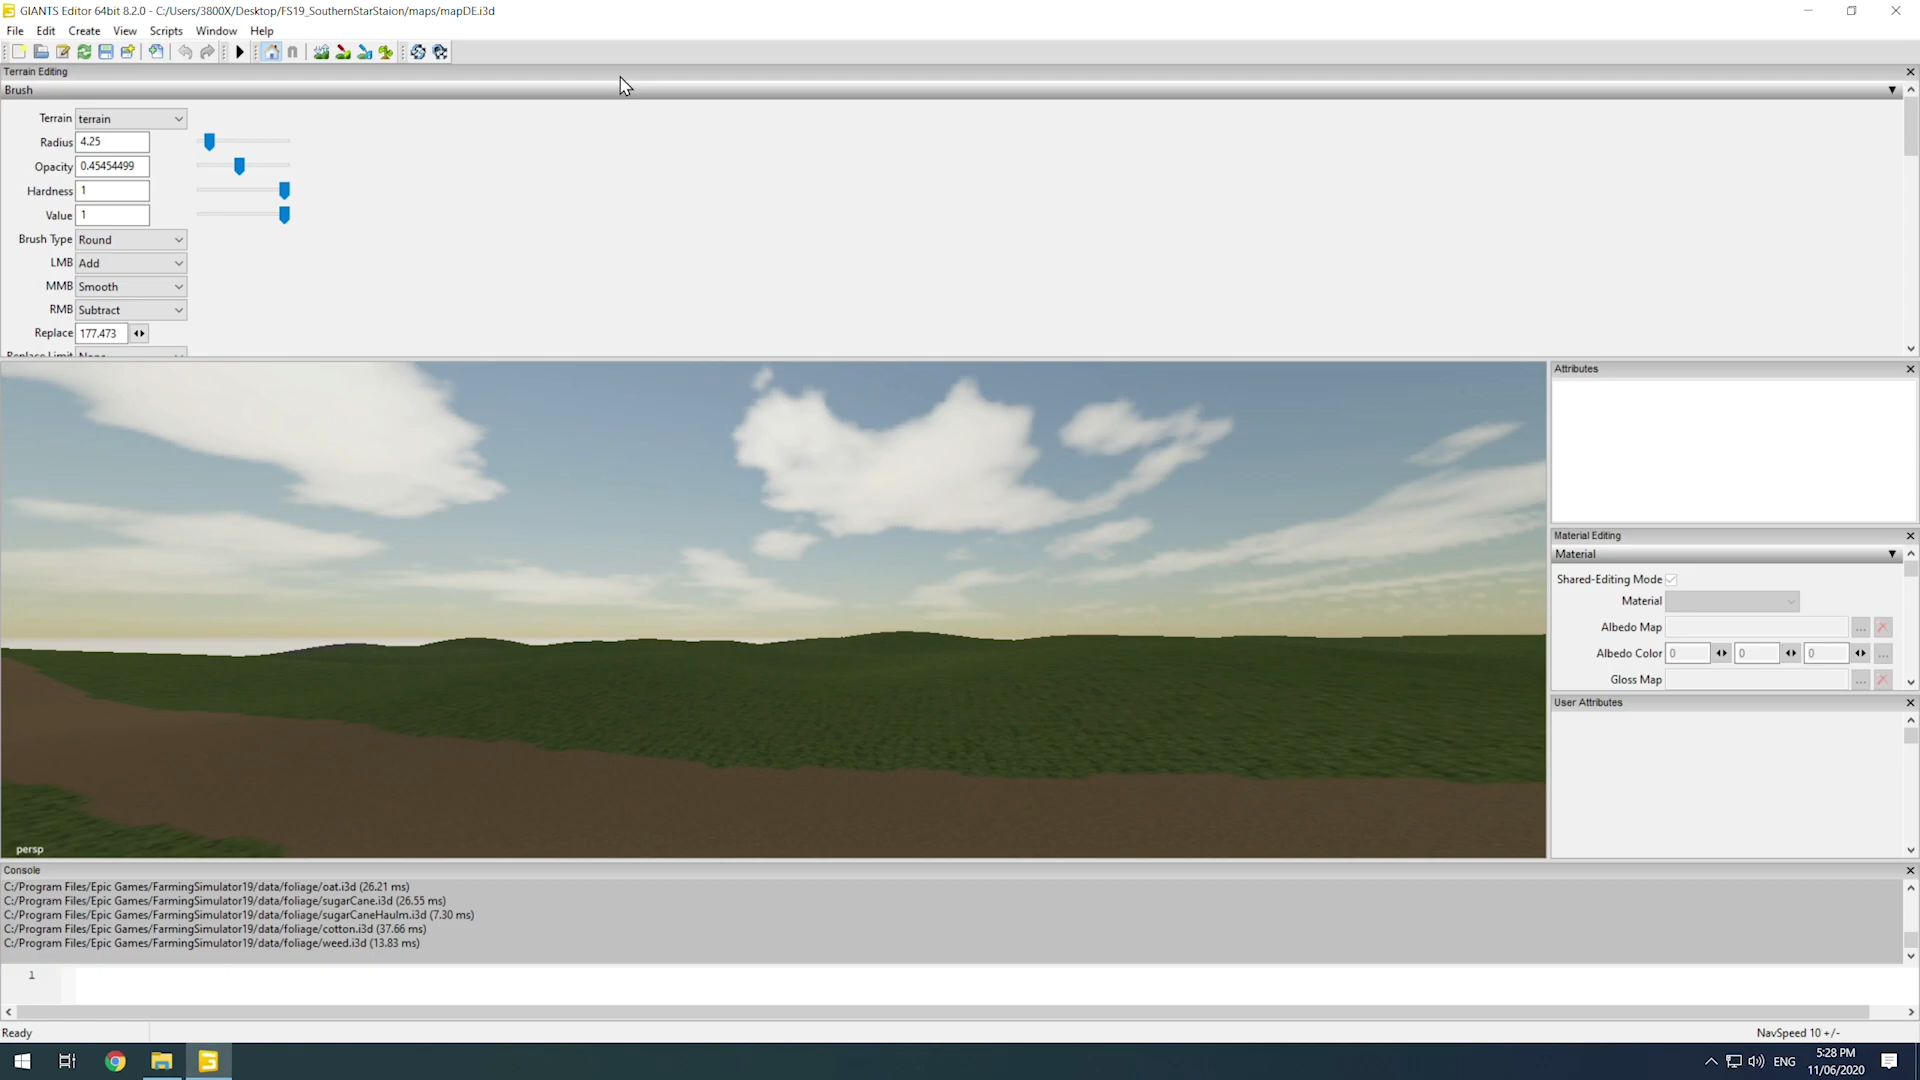 GIANTS Editor 64bit 8.2.0 - C:/Users/3800X/Desktop/FS19_SouthernStarStaion/maps/mapDE.i3d
File Edit Create View Scripts Window Help
Terrain Editing
Brush
Terrain terrain
Radius 4.25
Opacity 0.45454499
Hardness 1
Value 1
Brush Type Round
LMB Add
MMB Smooth
RMB Subtract
Replace 177.473
Replace Limit None
Attributes
Material Editing
Material
Shared-Editing Mode
Material
Albedo Map ...
Albedo Color 0 0 0 ...
Gloss Map ...
User Attributes
persp
Console
C:/Program Files/Epic Games/FarmingSimulator19/data/foliage/oat.i3d (26.21 ms)
C:/Program Files/Epic Games/FarmingSimulator19/data/foliage/sugarCane.i3d (26.55 ms)
C:/Program Files/Epic Games/FarmingSimulator19/data/foliage/sugarCaneHaulm.i3d (7.30 ms)
C:/Program Files/Epic Games/FarmingSimulator19/data/foliage/cotton.i3d (37.66 ms)
C:/Program Files/Epic Games/FarmingSimulator19/data/foliage/weed.i3d (13.83 ms)
1
Ready
NavSpeed 10 +/-
ENG
5:28 PM
11/06/2020